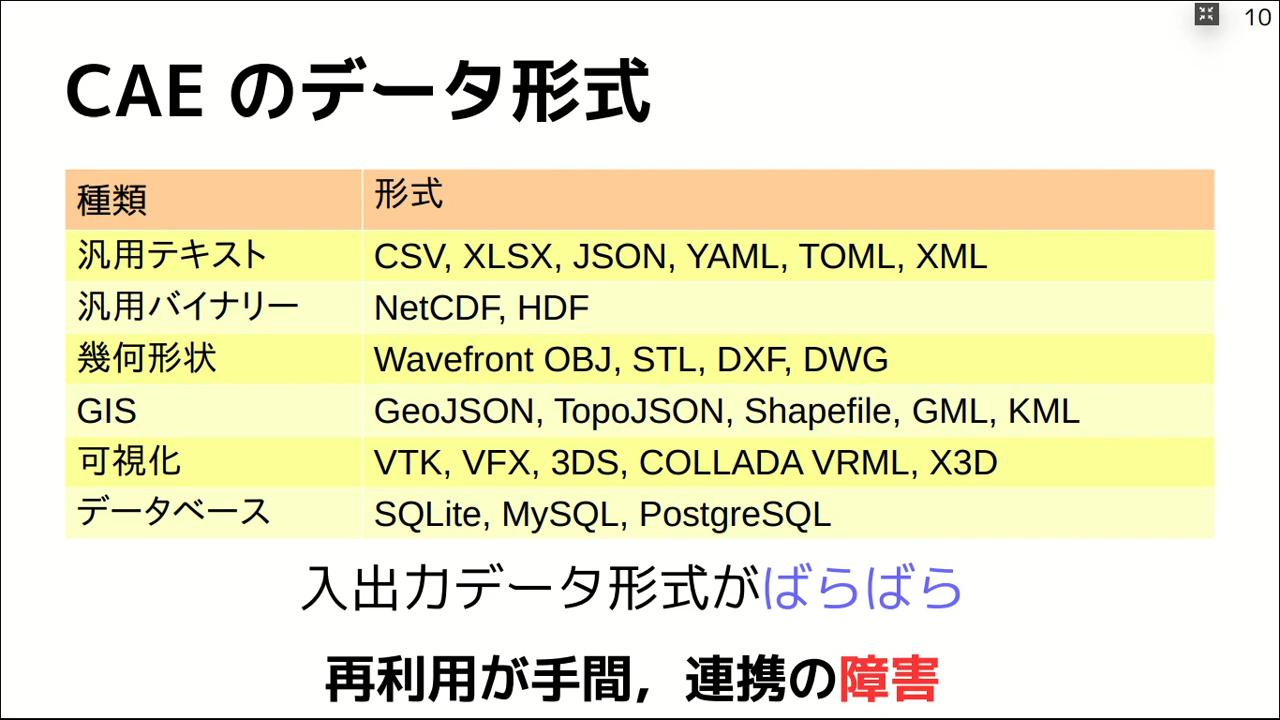 10
CAE のデータ形式
種類 形式
汎用テキスト CSV, XLSX, JSON, YAML, TOML, XML
汎用バイナリー NetCDF, HDF
幾何形状 Wavefront OBJ, STL, DXF, DWG
GIS GeoJSON, TopoJSON, Shapefile, GML, KML
可視化 VTK, VFX, 3DS, COLLADA VRML, X3D
データベース SQLite, MySQL, PostgreSQL
入出力データ形式がばらばら
再利用が手間，連携の障害